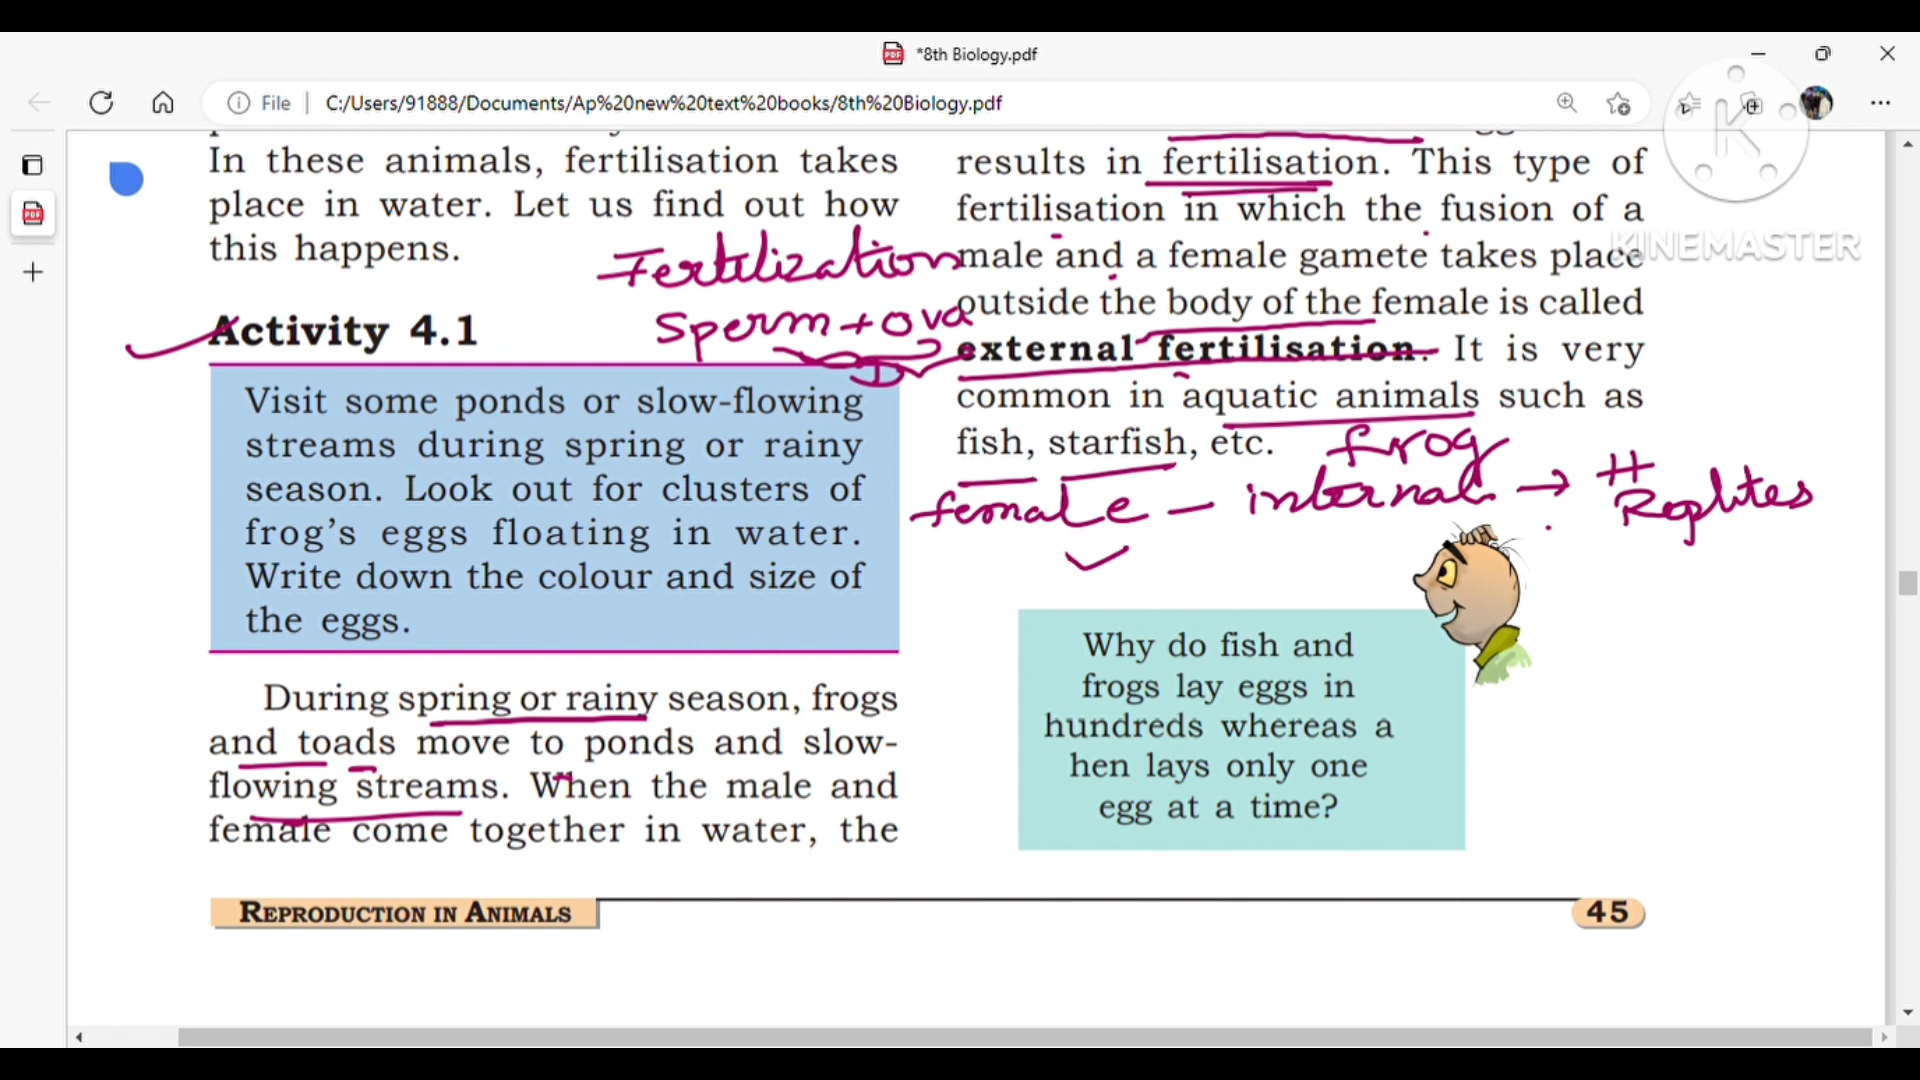 *8th Biology.pdf
File
C:/Users/91888/Documents/Ap%20new%20text%20books/8th%20Biology.pdf
In these animals, fertilisation takes
place in water. Let us find out how
this happens.
Fertilization
Sperm + Ova
Activity 4.1
Visit some ponds or slow-flowing
streams during spring or rainy
season. Look out for clusters of
frog's eggs floating in water.
Write down the colour and size of
the eggs.
During spring or rainy season, frogs
and toads move to ponds and slow-
flowing streams. When the male and
female come together in water, the
results in fertilisation. This type of
fertilisation in which the fusion of a
male and a female gamete takes place
outside the body of the female is called
external fertilisation. It is very
common in aquatic animals such as
fish, starfish, etc.
frog
female - internal → Replites
Why do fish and
frogs lay eggs in
hundreds whereas a
hen lays only one
egg at a time?
REPRODUCTION IN ANIMALS
45
K
KINEMASTER